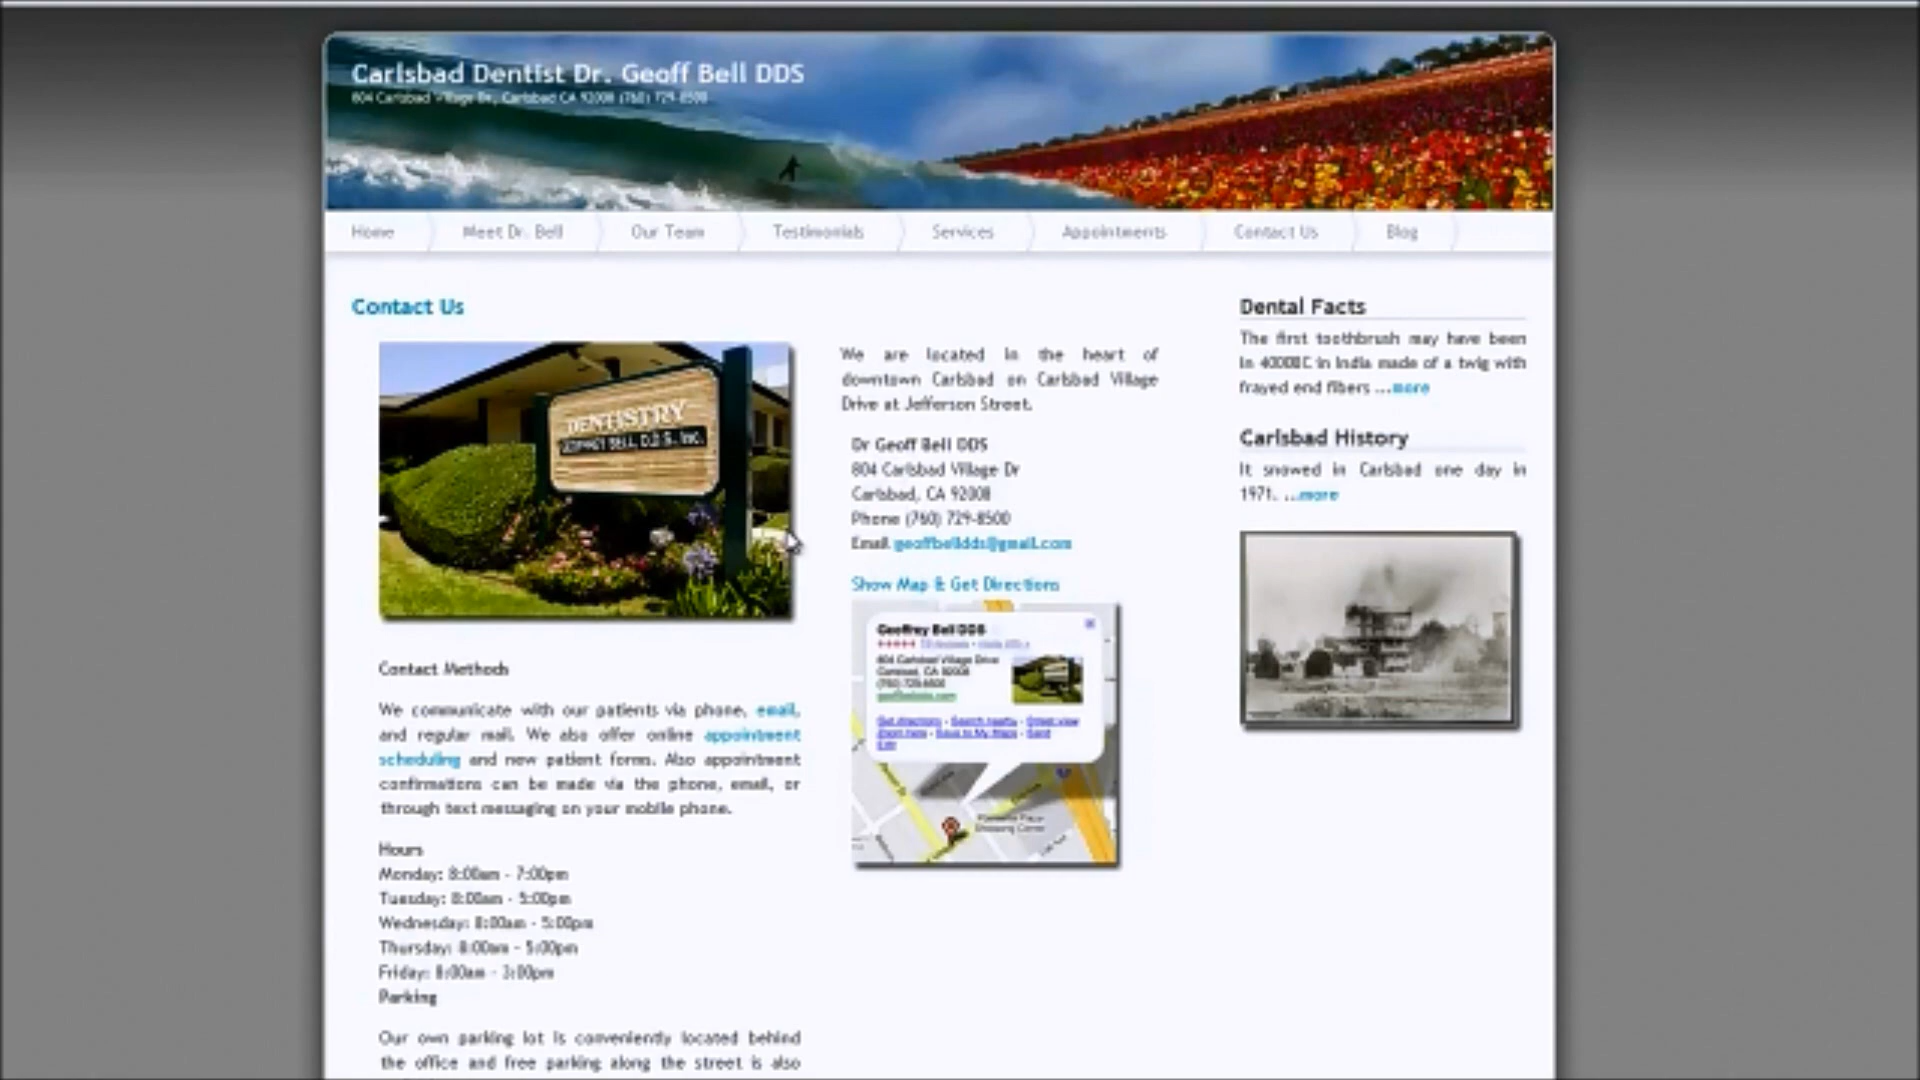 Carlsbad Dentist Dr. Geoff Bell DDS
804 Carlsbad Village Dr., Carlsbad CA 92008 (760) 729-8500
Home
Meet Dr. Bell
Our Team
Testimonials
Services
Appointments
Contact Us
Blog
Contact Us
DENTISTRY
GEOFFREY BELL, D.D.S., INC.
Contact Methods
We communicate with our patients via phone, email,
and regular mail. We also offer online appointment
scheduling and new patient forms. Also appointment
confirmations can be made via the phone, email, or
through text messaging on your mobile phone.
Hours
Monday: 8:00am - 7:00pm
Tuesday: 8:00am - 5:00pm
Wednesday: 8:00am - 5:00pm
Thursday: 8:00am - 5:00pm
Friday: 8:00am - 3:00pm
Parking
Our own parking lot is conveniently located behind
the office and free parking along the street is also
We are located in the heart of
downtown Carlsbad on Carlsbad Village
Drive at Jefferson Street.
Dr Geoff Bell DDS
804 Carlsbad Village Dr
Carlsbad, CA 92008
Phone (760) 729-8500
Email geoffbelldds@gmail.com
Show Map & Get Directions
Geoffrey Bell DDS
804 Carlsbad Village Drive
Carlsbad, CA 92008
(760) 729-8500
geoffbelldds.com
Get directions - Search nearby - Street view
Zoom here - Save to My Maps - Send
Edit
Shopping Center
Dental Facts
The first toothbrush may have been
in 4000BC in India made of a twig with
frayed end fibers ...more
Carlsbad History
It snowed in Carlsbad one day in
1971. ...more